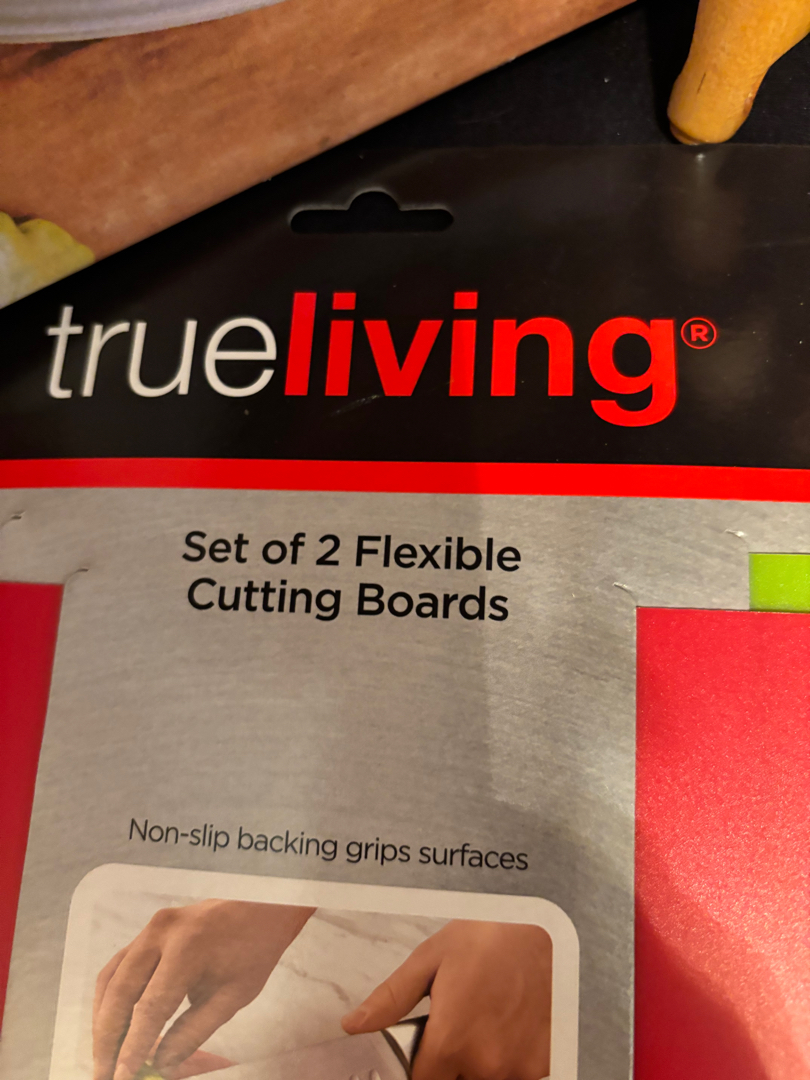 trueliving®
Set of 2 Flexible
Cutting Boards
Non-slip backing grips surfaces